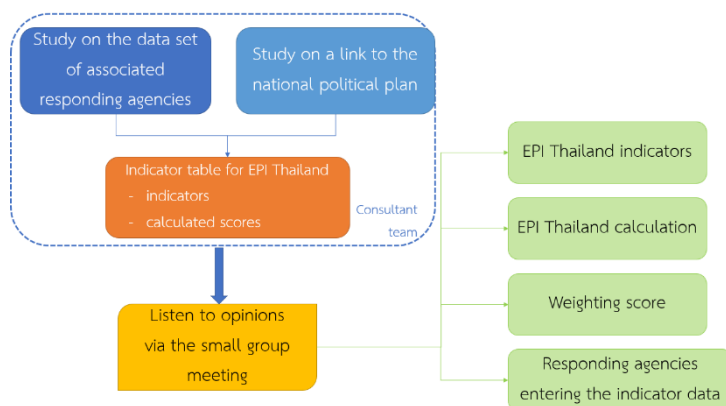 Study on the data set
of associated
responding agencies
Study on a link to the
national political plan
Indicator table for EPI Thailand
- indicators
- calculated scores
Consultant
team
Listen to opinions
via the small group
meeting
EPI Thailand indicators
EPI Thailand calculation
Weighting score
Responding agencies
entering the indicator data